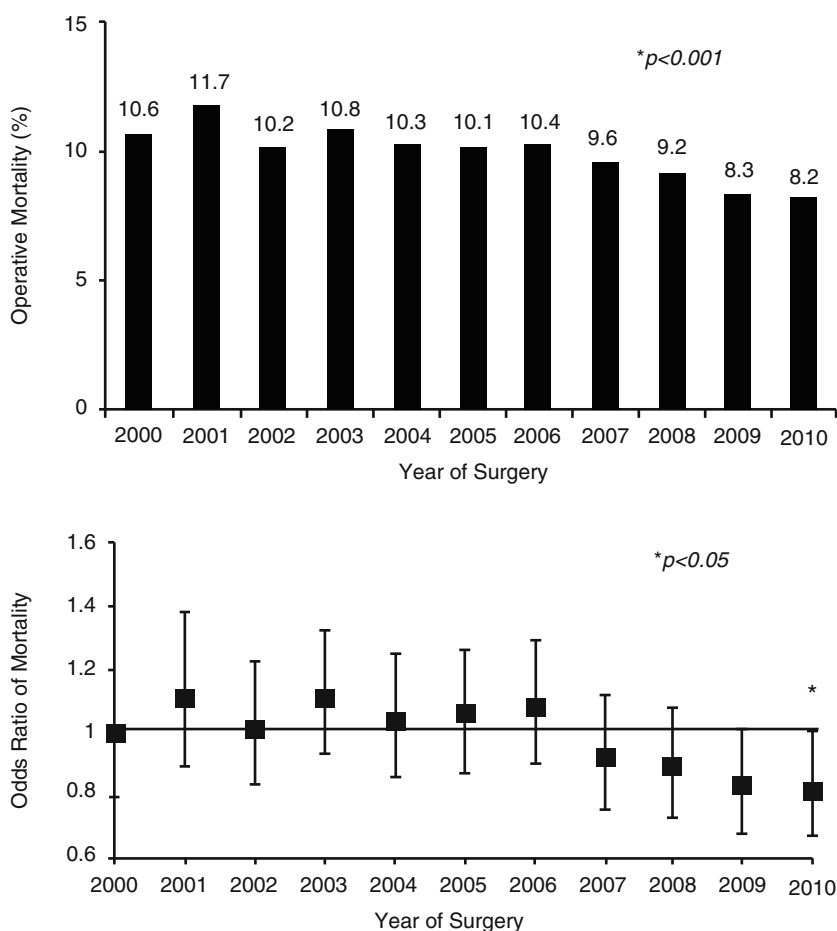 Operative Mortality (%)
15
10
5
0
*p<0.001
10.6
11.7
10.2
10.8
10.3
10.1
10.4
9.6
9.2
8.3
8.2
2000 2001 2002 2003 2004 2005 2006 2007 2008 2009 2010
Year of Surgery
Odds Ratio of Mortality
1.6
1.4
1.2
1
0.8
0.6
*p<0.05
*
2000 2001 2002 2003 2004 2005 2006 2007 2008 2009 2010
Year of Surgery